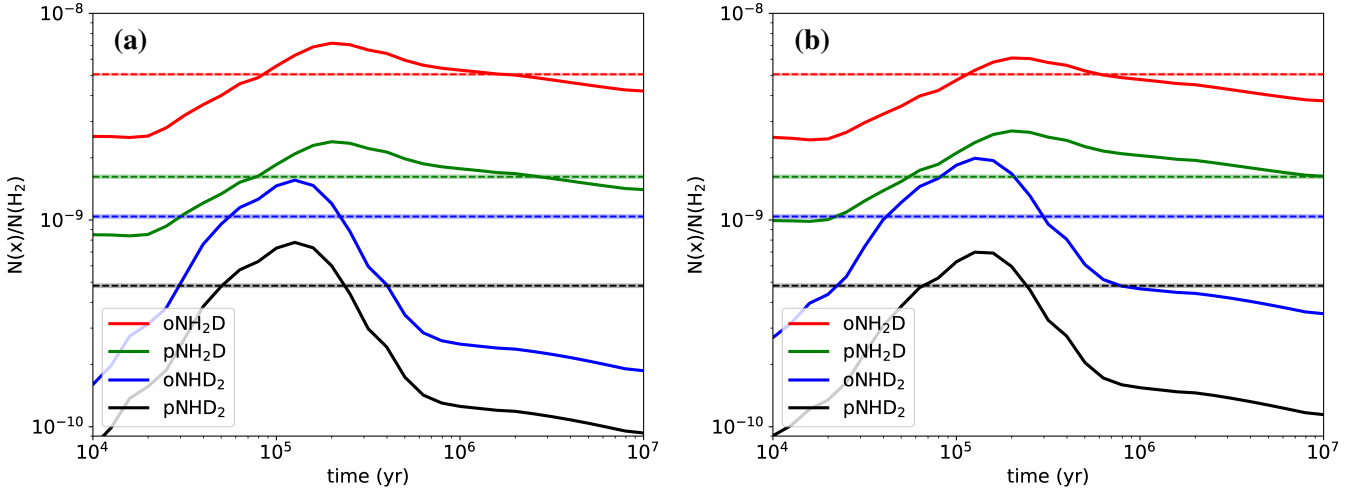 (a)
10⁻⁸
10⁻⁹
10⁻¹⁰
N(x)/N(H₂)
oNH₂D
pNH₂D
oNHD₂
pNHD₂
10⁴
10⁵
10⁶
10⁷
time (yr)
(b)
10⁻⁸
10⁻⁹
10⁻¹⁰
N(x)/N(H₂)
oNH₂D
pNH₂D
oNHD₂
pNHD₂
10⁴
10⁵
10⁶
10⁷
time (yr)